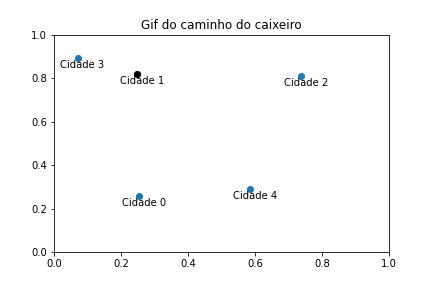 Gif do caminho do caixeiro
1.0
0.8
0.6
0.4
0.2
0.0
Cidade 3
Cidade 1
Cidade 2
Cidade 4
Cidade 0
0.0 0.2 0.4 0.6 0.8 1.0